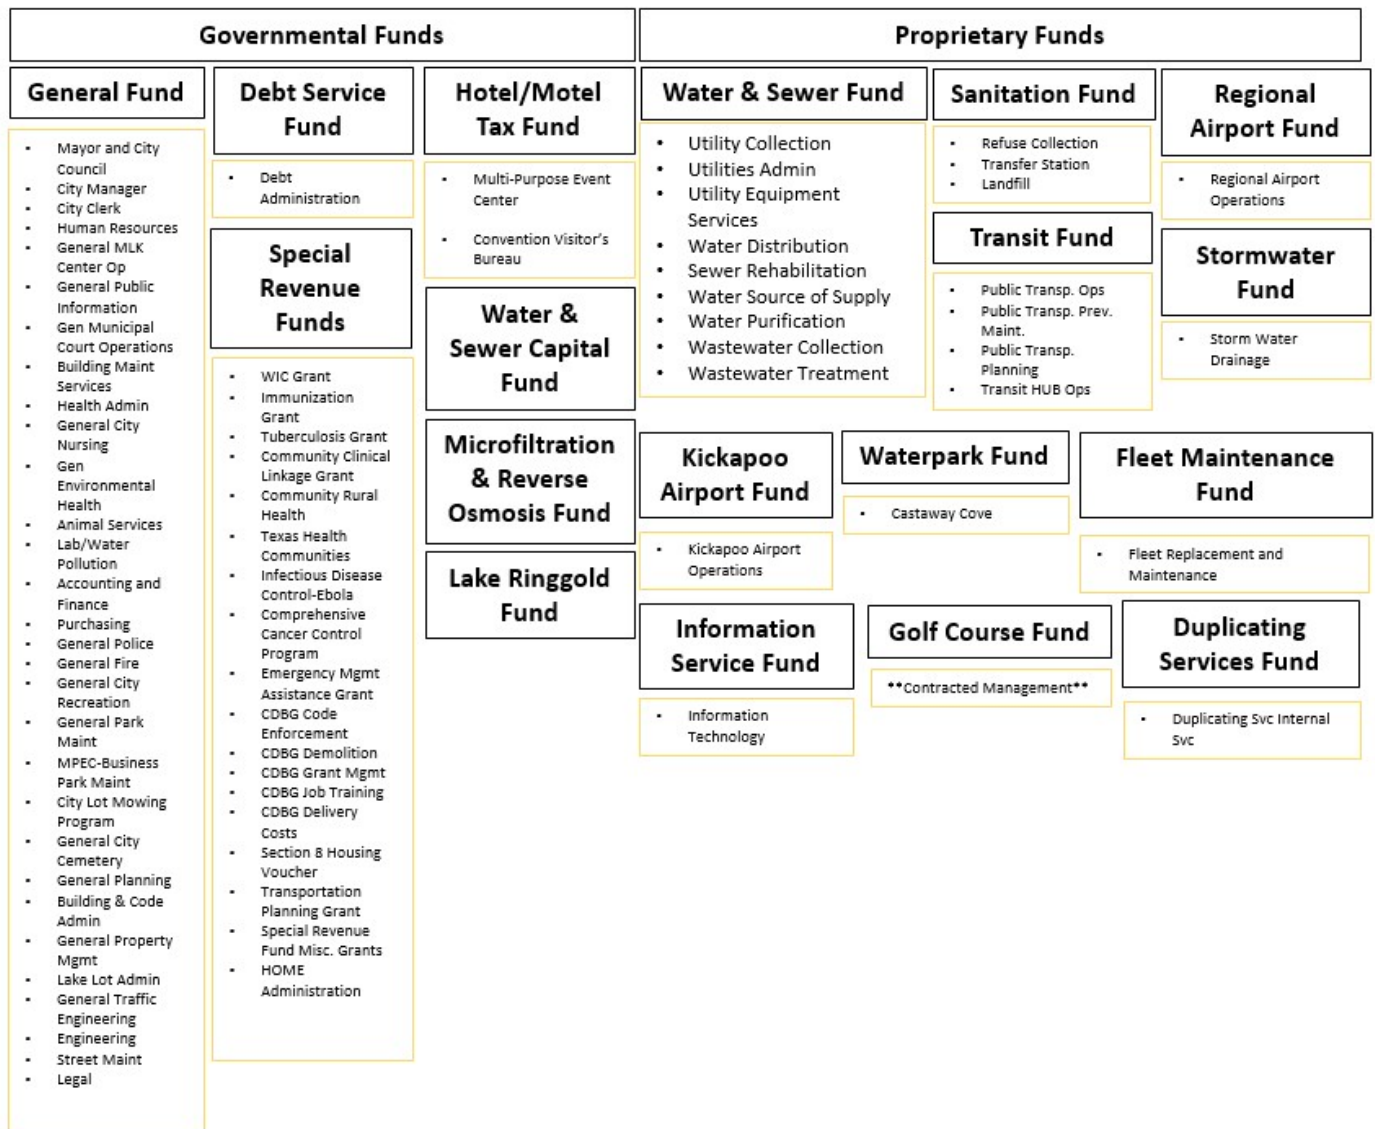 Governmental Funds
Proprietary Funds
General Fund
• Mayor and City
Council
• City Manager
• City Clerk
• Human Resources
• General MLK
Center Op
• General Public
Information
• Gen Municipal
Court Operations
• Building Maint
Services
• Health Admin
• General City
Nursing
• Gen
Environmental
Health
• Animal Services
• Lab/Water
Pollution
• Accounting and
Finance
• Purchasing
• General Police
• General Fire
• General City
Recreation
• General Park
Maint
• MPEC-Business
Park Maint
• City Lot Mowing
Program
• General City
Cemetery
• General Planning
• Building & Code
Admin
• General Property
Mgmt
• Lake Lot Admin
• General Traffic
Engineering
• Engineering
• Street Maint
• Legal
Debt Service
Fund
• Debt
Administration
Special
Revenue
Funds
• WIC Grant
• Immunization
Grant
• Tuberculosis Grant
• Community Clinical
Linkage Grant
• Community Rural
Health
• Texas Health
Communities
• Infectious Disease
Control-Ebola
• Comprehensive
Cancer Control
Program
• Emergency Mgmt
Assistance Grant
• CDBG Code
Enforcement
• CDBG Demolition
• CDBG Grant Mgmt
• CDBG Job Training
• CDBG Delivery
Costs
• Section 8 Housing
Voucher
• Transportation
Planning Grant
• Special Revenue
Fund Misc. Grants
• HOME
Administration
Hotel/Motel
Tax Fund
• Multi-Purpose Event
Center
• Convention Visitor's
Bureau
Water &
Sewer Capital
Fund
Microfiltration
& Reverse
Osmosis Fund
Lake Ringgold
Fund
Water & Sewer Fund
• Utility Collection
• Utilities Admin
• Utility Equipment
Services
• Water Distribution
• Sewer Rehabilitation
• Water Source of Supply
• Water Purification
• Wastewater Collection
• Wastewater Treatment
Sanitation Fund
• Refuse Collection
• Transfer Station
• Landfill
Transit Fund
• Public Transp. Ops
• Public Transp. Prev.
Maint.
• Public Transp.
Planning
• Transit HUB Ops
Regional
Airport Fund
• Regional Airport
Operations
Stormwater
Fund
• Storm Water
Drainage
Kickapoo
Airport Fund
• Kickapoo Airport
Operations
Waterpark Fund
• Castaway Cove
Fleet Maintenance
Fund
• Fleet Replacement and
Maintenance
Information
Service Fund
• Information
Technology
Golf Course Fund
**Contracted Management**
Duplicating
Services Fund
• Duplicating Svc Internal
Svc